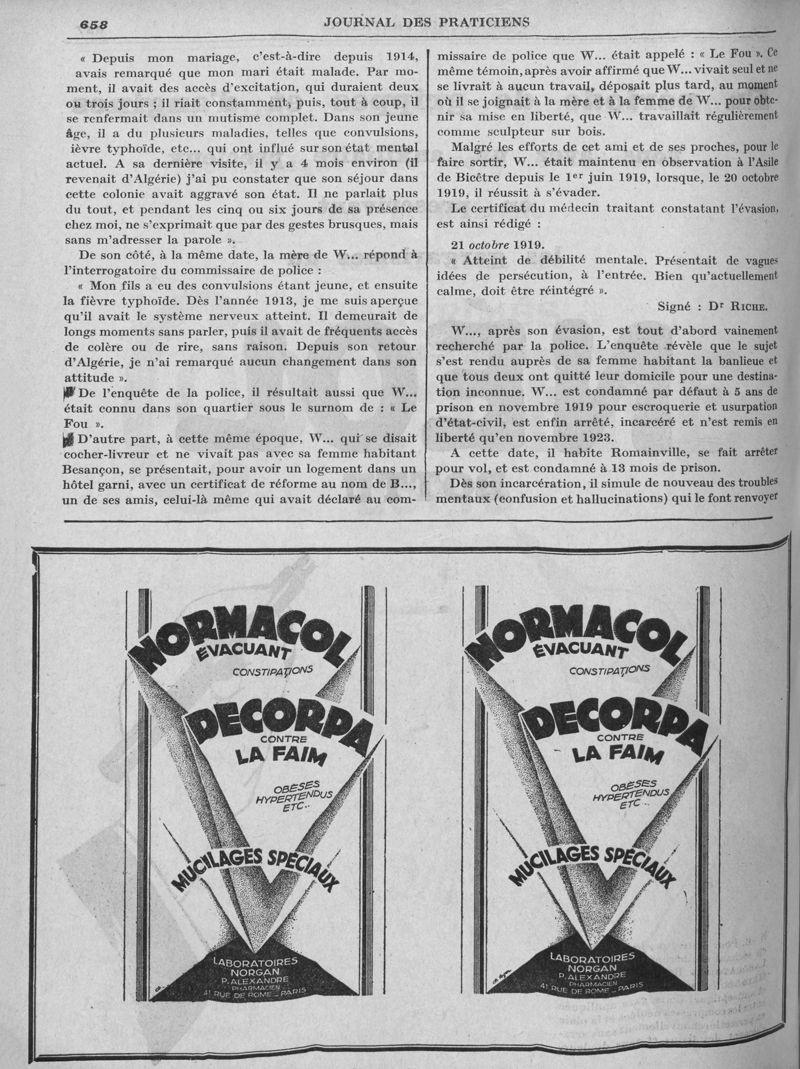 658
JOURNAL DES PRATICIENS
« Depuis mon mariage, c'est-à-dire depuis 1914,
avais remarqué que mon mari était malade. Par mo-
ment, il avait des accès d'excitation, qui duraient deux
ou trois jours ; il riait constamment, puis, tout à coup, il
se renfermait dans un mutisme complet. Dans son jeune
âge, il a du plusieurs maladies, telles que convulsions,
ièvre typhoïde, etc... qui ont influé sur son état mental
actuel. A sa dernière visite, il y a 4 mois environ (il
revenait d'Algérie) j'ai pu constater que son séjour dans
cette colonie avait aggravé son état. Il ne parlait plus
du tout, et pendant les cinq ou six jours de sa présence
chez moi, ne s'exprimait que par des gestes brusques, mais
sans m'adresser la parole ».
De son côté, à la même date, la mère de W... répond à
l'interrogatoire du commissaire de police :
« Mon fils a eu des convulsions étant jeune, et ensuite
la fièvre typhoïde. Dès l'année 1913, je me suis aperçue
qu'il avait le système nerveux atteint. Il demeurait de
longs moments sans parler, puis il avait de fréquents accès
de colère ou de rire, sans raison. Depuis son retour
d'Algérie, je n'ai remarqué aucun changement dans son
attitude ».
De l'enquête de la police, il résultait aussi que W...
était connu dans son quartier sous le surnom de : « Le
Fou ».
D'autre part, à cette même époque, W... qui se disait
cocher-livreur et ne vivait pas avec sa femme habitant
Besançon, se présentait, pour avoir un logement dans un
hôtel garni, avec un certificat de réforme au nom de B...,
un de ses amis, celui-là même qui avait déclaré au com-
missaire de police que W... était appelé : « Le Fou ». Ce
même témoin, après avoir affirmé que W... vivait seul et ne
se livrait à aucun travail, déposait plus tard, au moment
où il se joignait à la mère et à la femme de W... pour obte-
nir sa mise en liberté, que W... travaillait régulièrement
comme sculpteur sur bois.
Malgré les efforts de cet ami et de ses proches, pour le
faire sortir, W... était maintenu en observation à l'Asile
de Bicêtre depuis le 1er juin 1919, lorsque, le 20 octobre
1919, il réussit à s'évader.
Le certificat du médecin traitant constatant l'évasion,
est ainsi rédigé :
21 octobre 1919.
« Atteint de débilité mentale. Présentait de vagues
idées de persécution, à l'entrée. Bien qu'actuellement
calme, doit être réintégré ».
Signé : Dr RICHE.
W..., après son évasion, est tout d'abord vainement
recherché par la police. L'enquête révèle que le sujet
s'est rendu auprès de sa femme habitant la banlieue et
que tous deux ont quitté leur domicile pour une destina-
tion inconnue. W... est condamné par défaut à 5 ans de
prison en novembre 1919 pour escroquerie et usurpation
d'état-civil, est enfin arrêté, incarcéré et n'est remis en
liberté qu'en novembre 1923.
A cette date, il habite Romainville, se fait arrêter
pour vol, et est condamné à 13 mois de prison.
Dès son incarcération, il simule de nouveau des troubles
mentaux (confusion et hallucinations) qui le font renvoyer
NORMACOL
ÉVACUANT
CONSTIPATIONS
DECORPA
CONTRE
LA FAIM
OBÈSES
HYPERTENDUS
ETC..
MUCILAGES SPÉCIAUX
LABORATOIRES
NORGAN
P. ALEXANDRE
PHARMACIEN
41 RUE DE ROME - PARIS
NORMACOL
ÉVACUANT
CONSTIPATIONS
DECORPA
CONTRE
LA FAIM
OBÈSES
HYPERTENDUS
ETC..
MUCILAGES SPÉCIAUX
LABORATOIRES
NORGAN
P. ALEXANDRE
PHARMACIEN
41 RUE DE ROME - PARIS